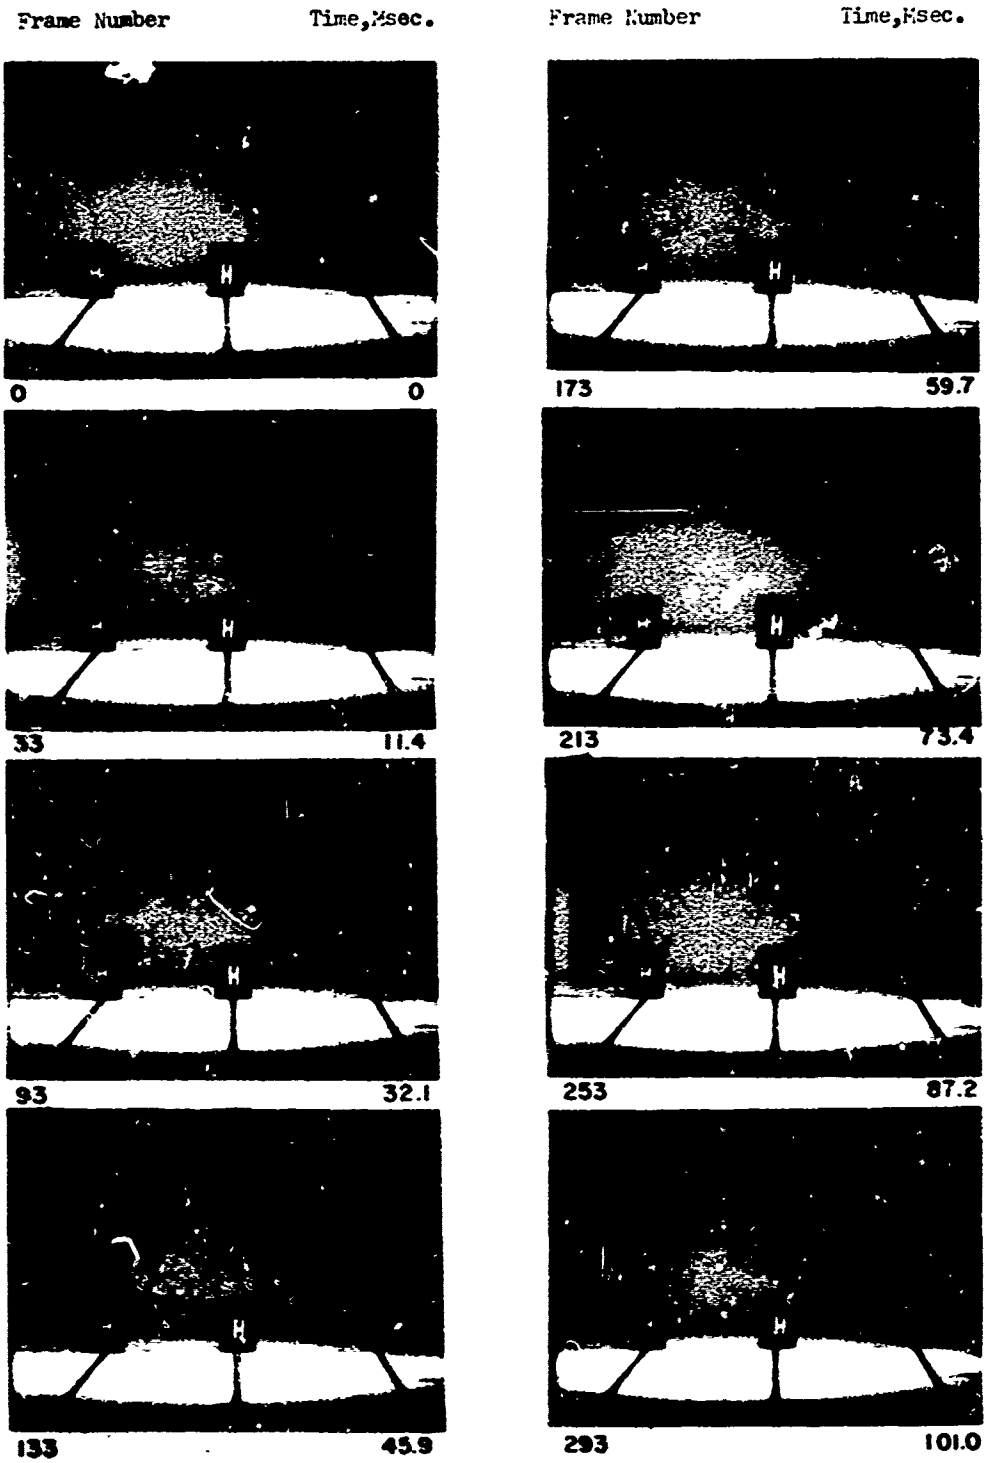 Frame Number Time,Msec. Frame Number Time,Msec.
H H
0 0 173 59.7
H H
33 11.4 213 73.4
H H
93 32.1 253 87.2
H H
133 45.9 293 101.0